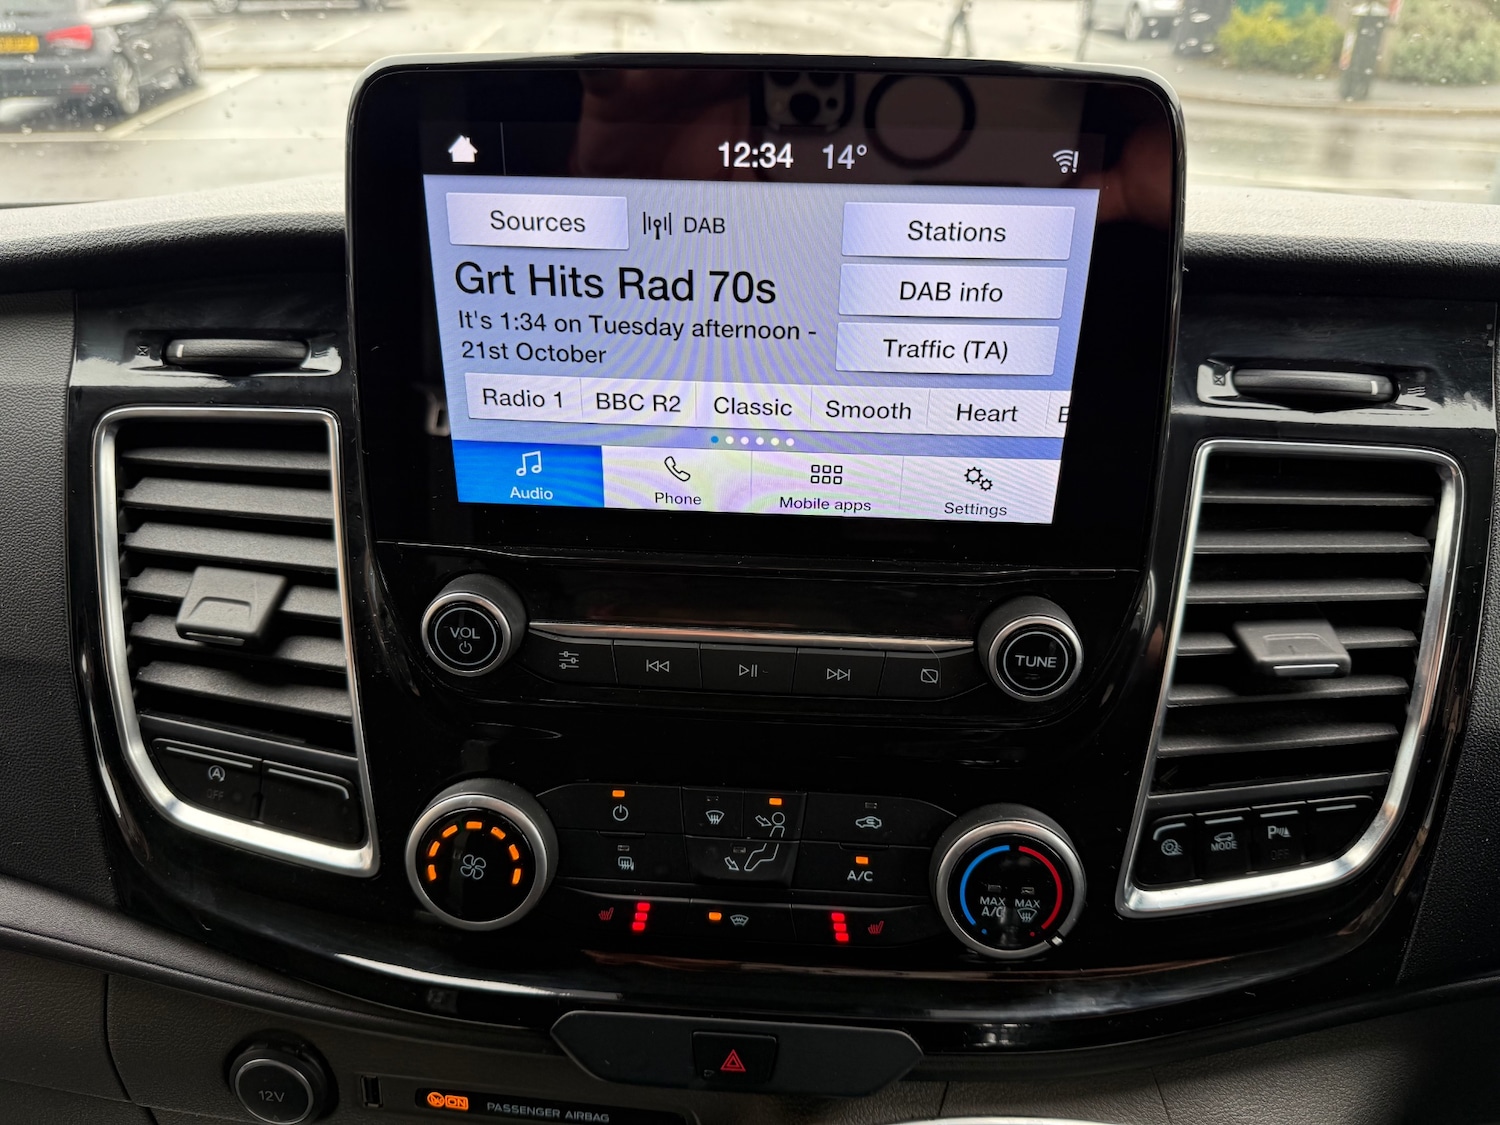 12:34 14°
Sources DAB Stations
Grt Hits Rad 70s
DAB info
It's 1:34 on Tuesday afternoon -
21st October
Traffic (TA)
Radio 1 BBC R2 Classic Smooth Heart
Audio Phone Mobile apps Settings
VOL
TUNE
A
OFF
A/C
MAX A/C
MAX
MODE
P
OFF
12V
ON PASSENGER AIRBAG